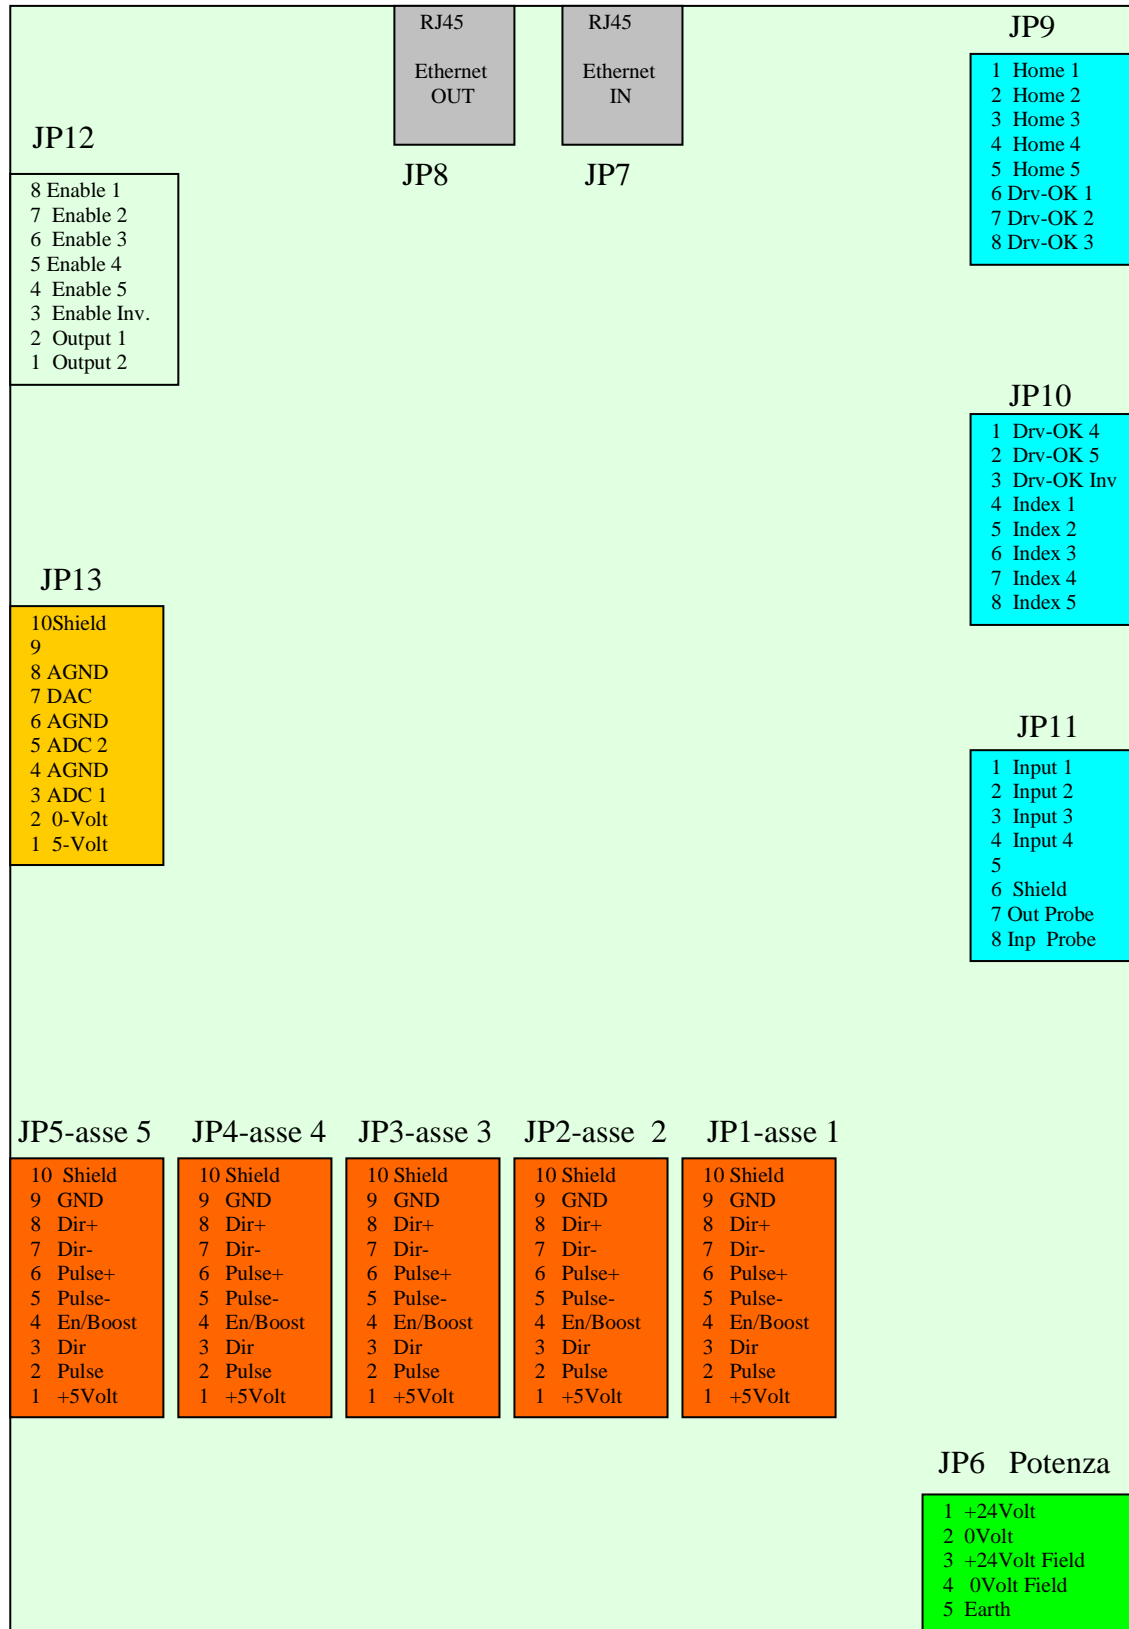 RJ45
Ethernet
OUT
JP8
RJ45
Ethernet
IN
JP7
JP9
1 Home 1
2 Home 2
3 Home 3
4 Home 4
5 Home 5
6 Drv-OK 1
7 Drv-OK 2
8 Drv-OK 3
JP12
8 Enable 1
7 Enable 2
6 Enable 3
5 Enable 4
4 Enable 5
3 Enable Inv.
2 Output 1
1 Output 2
JP10
1 Drv-OK 4
2 Drv-OK 5
3 Drv-OK Inv
4 Index 1
5 Index 2
6 Index 3
7 Index 4
8 Index 5
JP13
10Shield
9
8 AGND
7 DAC
6 AGND
5 ADC 2
4 AGND
3 ADC 1
2 0-Volt
1 5-Volt
JP11
1 Input 1
2 Input 2
3 Input 3
4 Input 4
5
6 Shield
7 Out Probe
8 Inp Probe
JP5-asse 5
10 Shield
9 GND
8 Dir+
7 Dir-
6 Pulse+
5 Pulse-
4 En/Boost
3 Dir
2 Pulse
1 +5Volt
JP4-asse 4
10 Shield
9 GND
8 Dir+
7 Dir-
6 Pulse+
5 Pulse-
4 En/Boost
3 Dir
2 Pulse
1 +5Volt
JP3-asse 3
10 Shield
9 GND
8 Dir+
7 Dir-
6 Pulse+
5 Pulse-
4 En/Boost
3 Dir
2 Pulse
1 +5Volt
JP2-asse 2
10 Shield
9 GND
8 Dir+
7 Dir-
6 Pulse+
5 Pulse-
4 En/Boost
3 Dir
2 Pulse
1 +5Volt
JP1-asse 1
10 Shield
9 GND
8 Dir+
7 Dir-
6 Pulse+
5 Pulse-
4 En/Boost
3 Dir
2 Pulse
1 +5Volt
JP6 Potenza
1 +24Volt
2 0Volt
3 +24Volt Field
4 0Volt Field
5 Earth